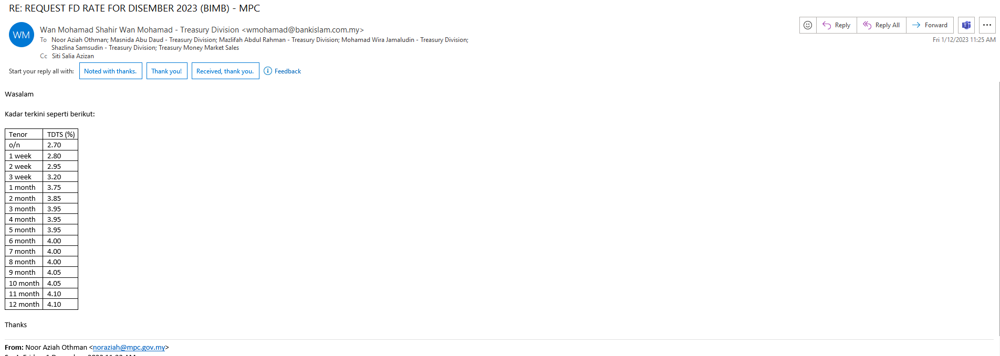 RE: REQUEST FD RATE FOR DISEMBER 2023 (BIMB) - MPC
WM
Wan Mohamad Shahir Wan Mohamad - Treasury Division <wmohamad@bankislam.com.my>
To Noor Aziah Othman; Masnida Abu Daud - Treasury Division; Mazlifah Abdul Rahman - Treasury Division; Mohamad Wira Jamaludin - Treasury Division;
Shazlina Samsudin - Treasury Division; Treasury Money Market Sales
Cc Siti Salia Azizan
Reply Reply All Forward
Fri 1/12/2023 11:25 AM
Start your reply all with: Noted with thanks. Thank you! Received, thank you. Feedback
Wasalam
Kadar terkini seperti berikut:
Tenor TDTS (%)
o/n 2.70
1 week 2.80
2 week 2.95
3 week 3.20
1 month 3.75
2 month 3.85
3 month 3.95
4 month 3.95
5 month 3.95
6 month 4.00
7 month 4.00
8 month 4.00
9 month 4.05
10 month 4.05
11 month 4.10
12 month 4.10
Thanks
From: Noor Aziah Othman <noraziah@mpc.gov.my>